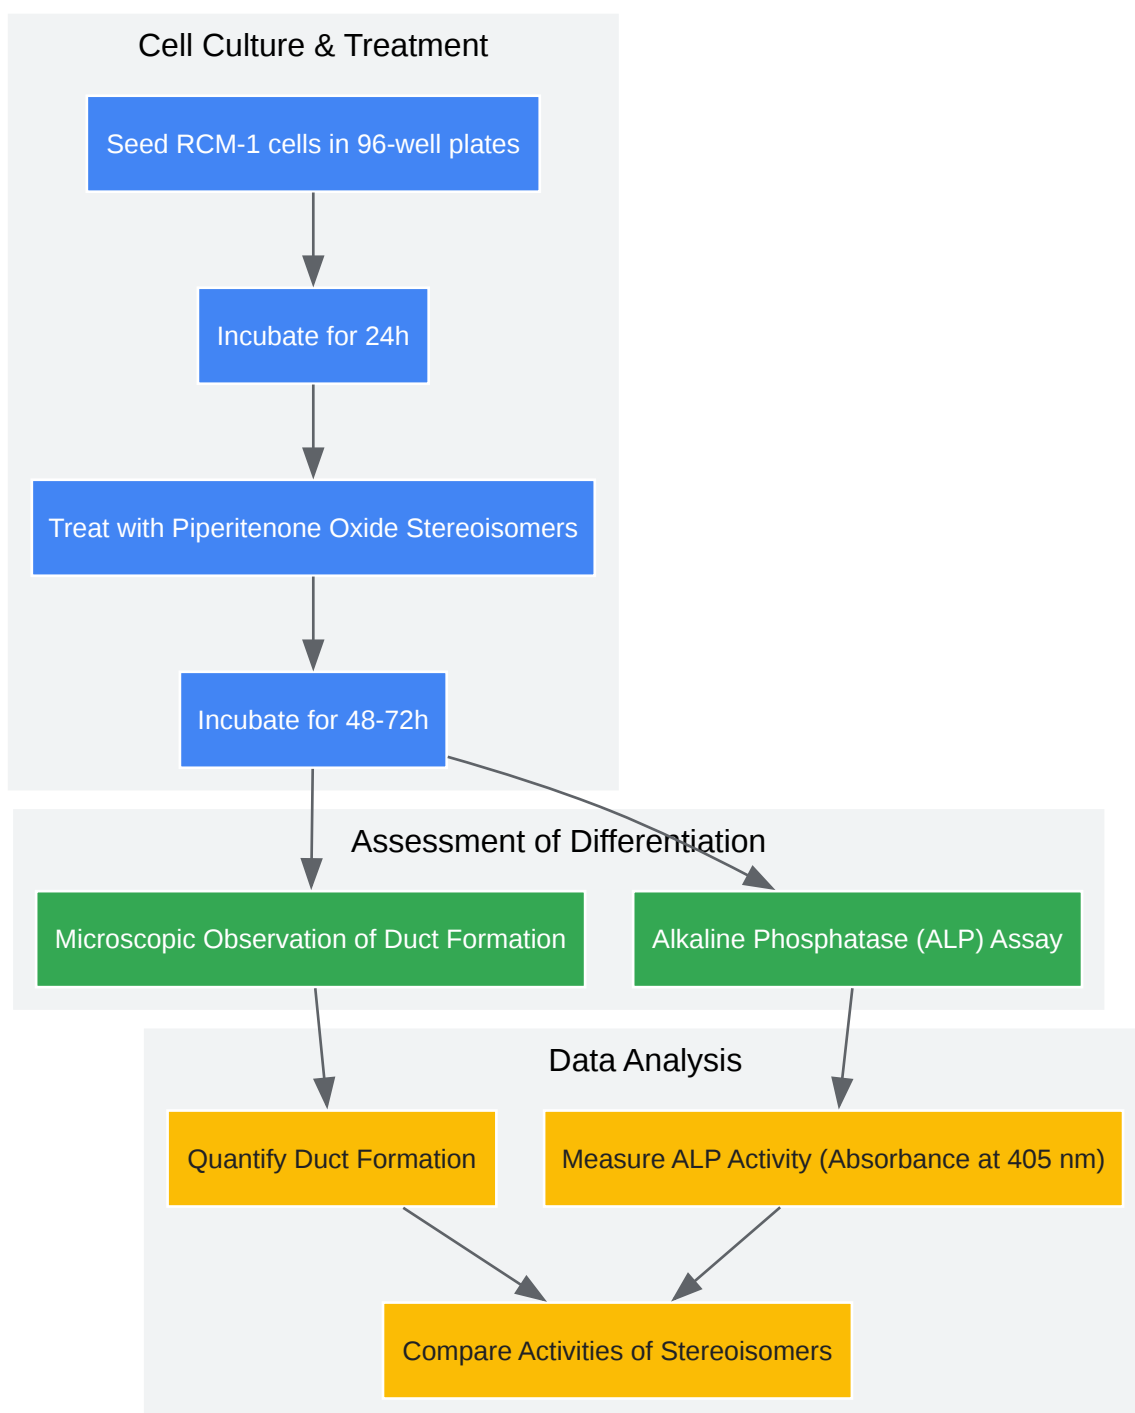 Cell Culture & Treatment
Seed RCM-1 cells in 96-well plates
Incubate for 24h
Treat with Piperitenone Oxide Stereoisomers
Incubate for 48-72h
Assessment of Differentiation
Microscopic Observation of Duct Formation
Alkaline Phosphatase (ALP) Assay
Data Analysis
Quantify Duct Formation
Measure ALP Activity (Absorbance at 405 nm)
Compare Activities of Stereoisomers